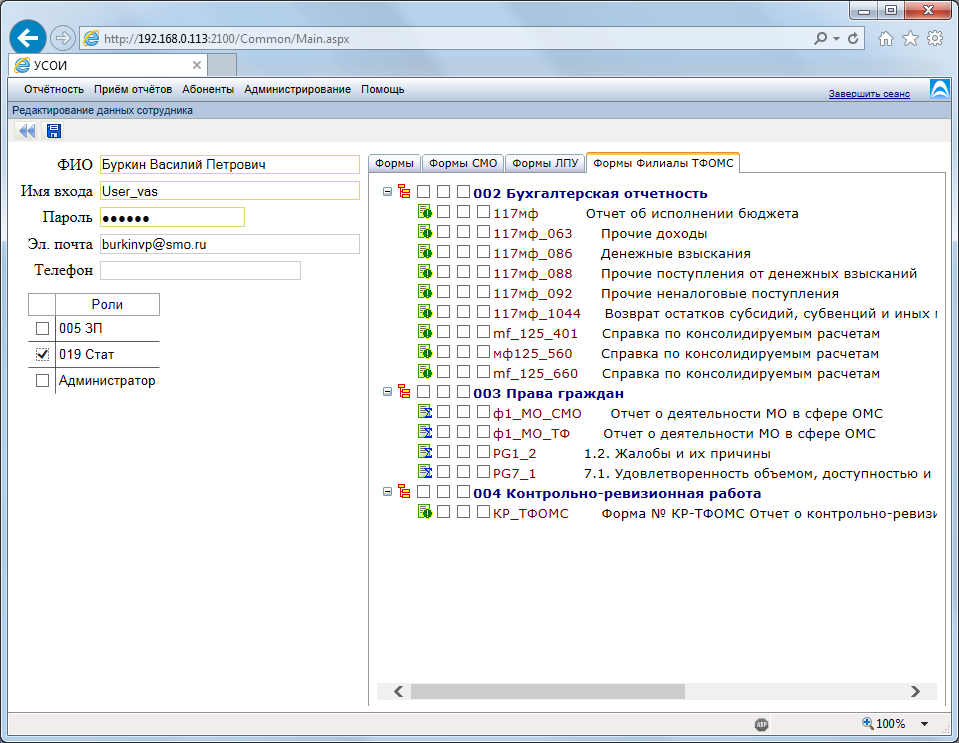 http://192.168.0.113:2100/Common/Main.aspx
УСОИ
Отчётность Приём отчётов Абоненты Администрирование Помощь Завершить сеанс
Редактирование данных сотрудника
ФИО Буркин Василий Петрович
Имя входа User_vas
Пароль ●●●●●●
Эл. почта burkinvp@smo.ru
Телефон
Роли
005 ЗП
019 Стат
Администратор
Формы Формы СМО Формы ЛПУ Формы Филиалы ТФОМС
002 Бухгалтерская отчетность
117мф Отчет об исполнении бюджета
117мф_063 Прочие доходы
117мф_086 Денежные взыскания
117мф_088 Прочие поступления от денежных взысканий
117мф_092 Прочие неналоговые поступления
117мф_1044 Возврат остатков субсидий, субвенций и иных
mf_125_401 Справка по консолидируемым расчетам
мф125_560 Справка по консолидируемым расчетам
mf_125_660 Справка по консолидируемым расчетам
003 Права граждан
ф1_МО_СМО Отчет о деятельности МО в сфере ОМС
ф1_МО_ТФ Отчет о деятельности МО в сфере ОМС
PG1_2 1.2. Жалобы и их причины
PG7_1 7.1. Удовлетворенность объемом, доступностью и
004 Контрольно-ревизионная работа
КР_ТФОМС Форма № КР-ТФОМС Отчет о контрольно-ревизи
ABP 100%